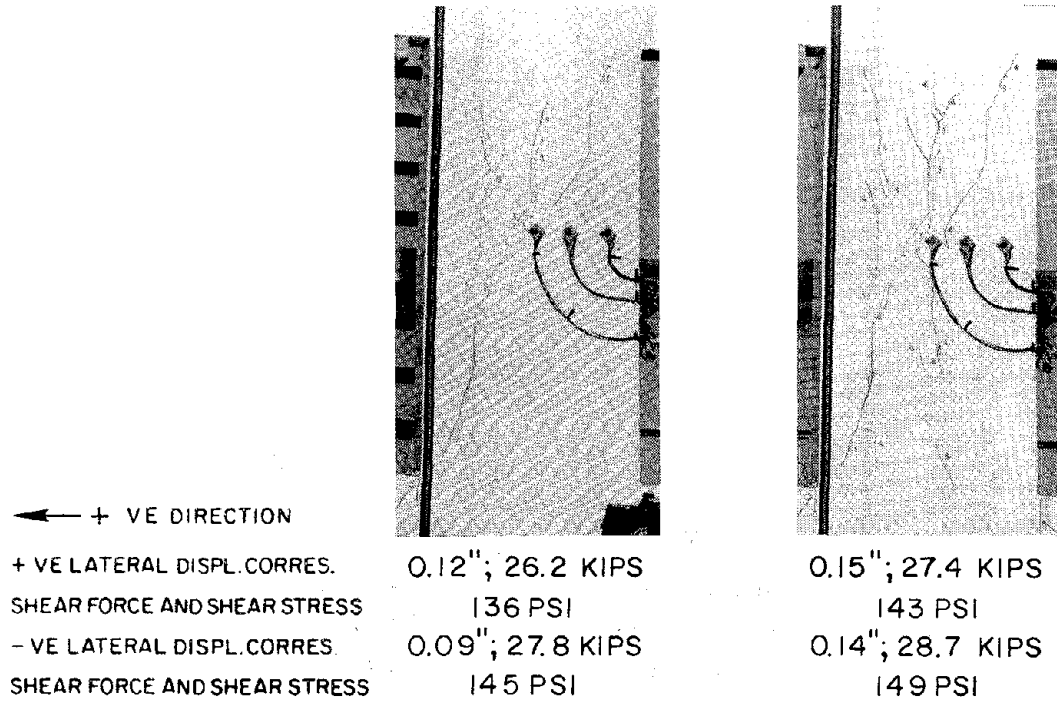 ← + VE DIRECTION
+ VE LATERAL DISPL. CORRES. 0.12"; 26.2 KIPS 0.15"; 27.4 KIPS
SHEAR FORCE AND SHEAR STRESS 136 PSI 143 PSI
- VE LATERAL DISPL. CORRES. 0.09"; 27.8 KIPS 0.14"; 28.7 KIPS
SHEAR FORCE AND SHEAR STRESS 145 PSI 149 PSI